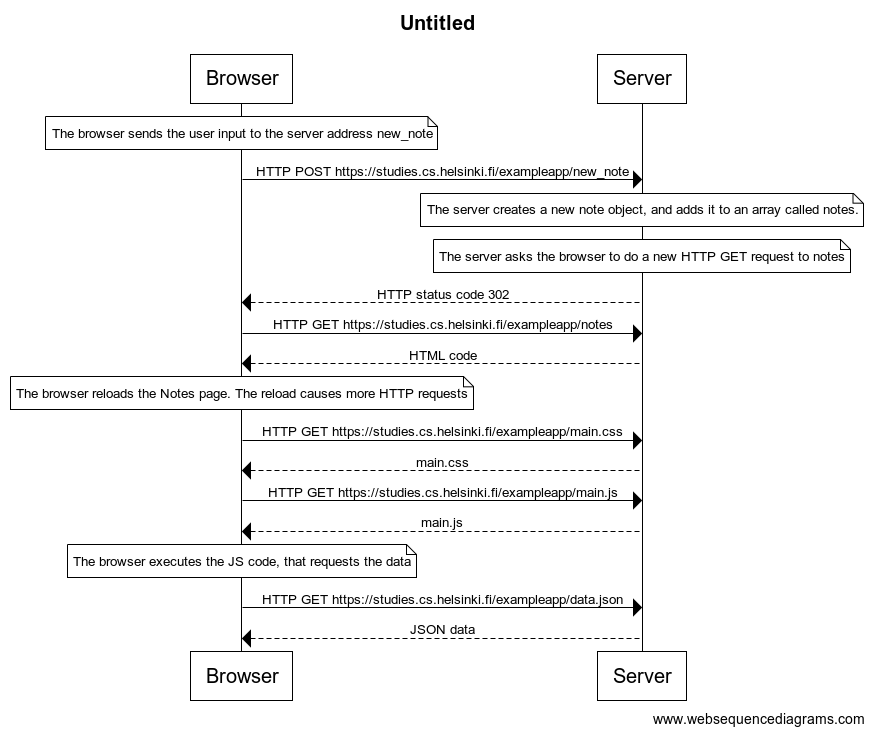 Untitled
Browser
Server
The browser sends the user input to the server address new_note
HTTP POST https://studies.cs.helsinki.fi/exampleapp/new_note
The server creates a new note object, and adds it to an array called notes.
The server asks the browser to do a new HTTP GET request to notes
HTTP status code 302
HTTP GET https://studies.cs.helsinki.fi/exampleapp/notes
HTML code
The browser reloads the Notes page. The reload causes more HTTP requests
HTTP GET https://studies.cs.helsinki.fi/exampleapp/main.css
main.css
HTTP GET https://studies.cs.helsinki.fi/exampleapp/main.js
main.js
The browser executes the JS code, that requests the data
HTTP GET https://studies.cs.helsinki.fi/exampleapp/data.json
JSON data
Browser
Server
www.websequencediagrams.com